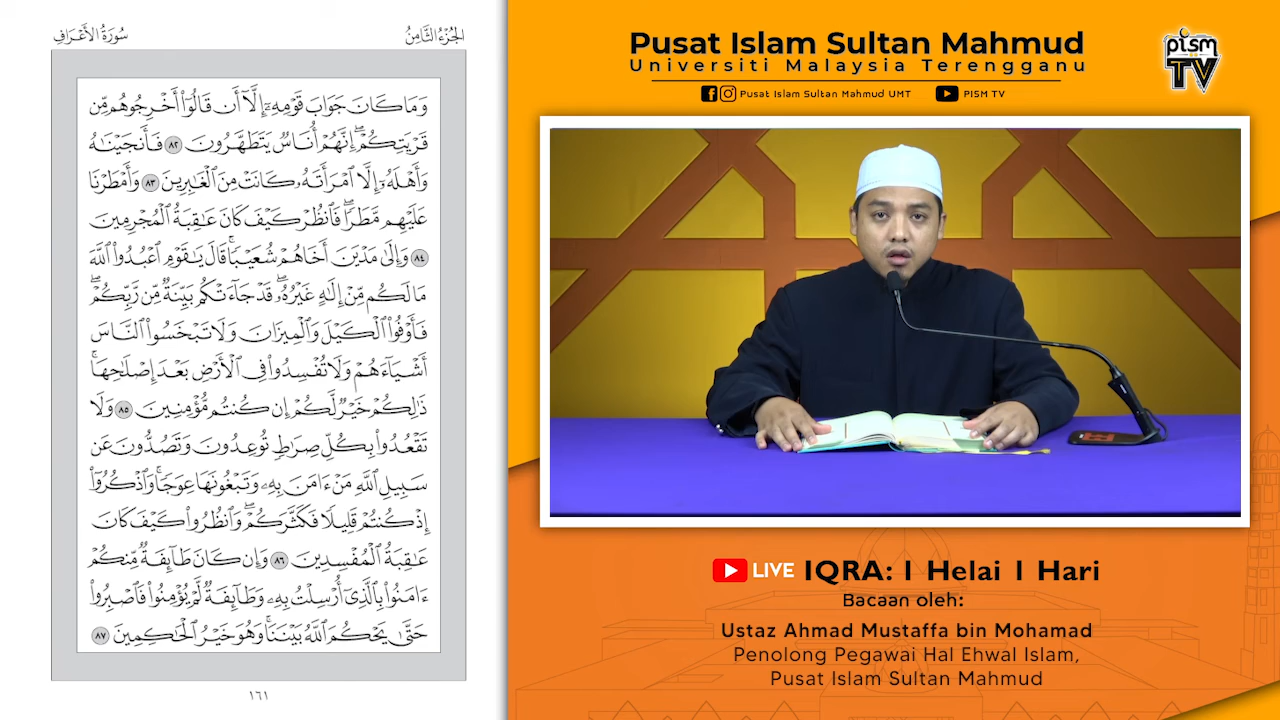 سُورَةُ الأَعْرَافِ
الجُزْءُ الثَّامِنُ
وَمَا كَانَ جَوَابَ قَوْمِهِۦٓ إِلَّآ أَن قَالُوٓا۟ أَخْرِجُوهُم مِّن
قَرْيَتِكُمْ ۖ إِنَّهُمْ أُنَاسٌ يَتَطَهَّرُونَ ٨٢ فَأَنجَيْنَٰهُ
وَأَهْلَهُۥٓ إِلَّا ٱمْرَأَتَهُۥ كَانَتْ مِنَ ٱلْغَٰبِرِينَ ٨٣ وَأَمْطَرْنَا
عَلَيْهِم مَّطَرًا ۖ فَٱنظُرْ كَيْفَ كَانَ عَٰقِبَةُ ٱلْمُجْرِمِينَ
٨٤ وَإِلَىٰ مَدْيَنَ أَخَاهُمْ شُعَيْبًا ۗ قَالَ يَٰقَوْمِ ٱعْبُدُوا۟ ٱللَّهَ
مَا لَكُم مِّنْ إِلَٰهٍ غَيْرُهُۥ ۖ قَدْ جَآءَتْكُم بَيِّنَةٌ مِّن رَّبِّكُمْ ۖ
فَأَوْفُوا۟ ٱلْكَيْلَ وَٱلْمِيزَانَ وَلَا تَبْخَسُوا۟ ٱلنَّاسَ
أَشْيَآءَهُمْ وَلَا تُفْسِدُوا۟ فِى ٱلْأَرْضِ بَعْدَ إِصْلَٰحِهَا ۚ
ذَٰلِكُمْ خَيْرٌ لَّكُمْ إِن كُنتُم مُّؤْمِنِينَ ٨٥ وَلَا
تَقْعُدُوا۟ بِكُلِّ صِرَٰطٍ تُوعِدُونَ وَتَصُدُّونَ عَن
سَبِيلِ ٱللَّهِ مَنْ ءَامَنَ بِهِۦ وَتَبْغُونَهَا عِوَجًا ۚ وَٱذْكُرُوٓا۟
إِذْ كُنتُمْ قَلِيلًا فَكَثَّرَكُمْ ۖ وَٱنظُرُوا۟ كَيْفَ كَانَ
عَٰقِبَةُ ٱلْمُفْسِدِينَ ٨٦ وَإِن كَانَ طَآئِفَةٌ مِّنكُمْ
ءَامَنُوا۟ بِٱلَّذِىٓ أُرْسِلْتُ بِهِۦ وَطَآئِفَةٌ لَّمْ يُؤْمِنُوا۟ فَٱصْبِرُوا۟
حَتَّىٰ يَحْكُمَ ٱللَّهُ بَيْنَنَا ۚ وَهُوَ خَيْرُ ٱلْحَٰكِمِينَ ٨٧
١٦١
Pusat Islam Sultan Mahmud
Universiti Malaysia Terengganu
Pusat Islam Sultan Mahmud UMT
PISM TV
pism
TV
LIVE IQRA: 1 Helai 1 Hari
Bacaan oleh:
Ustaz Ahmad Mustaffa bin Mohamad
Penolong Pegawai Hal Ehwal Islam,
Pusat Islam Sultan Mahmud